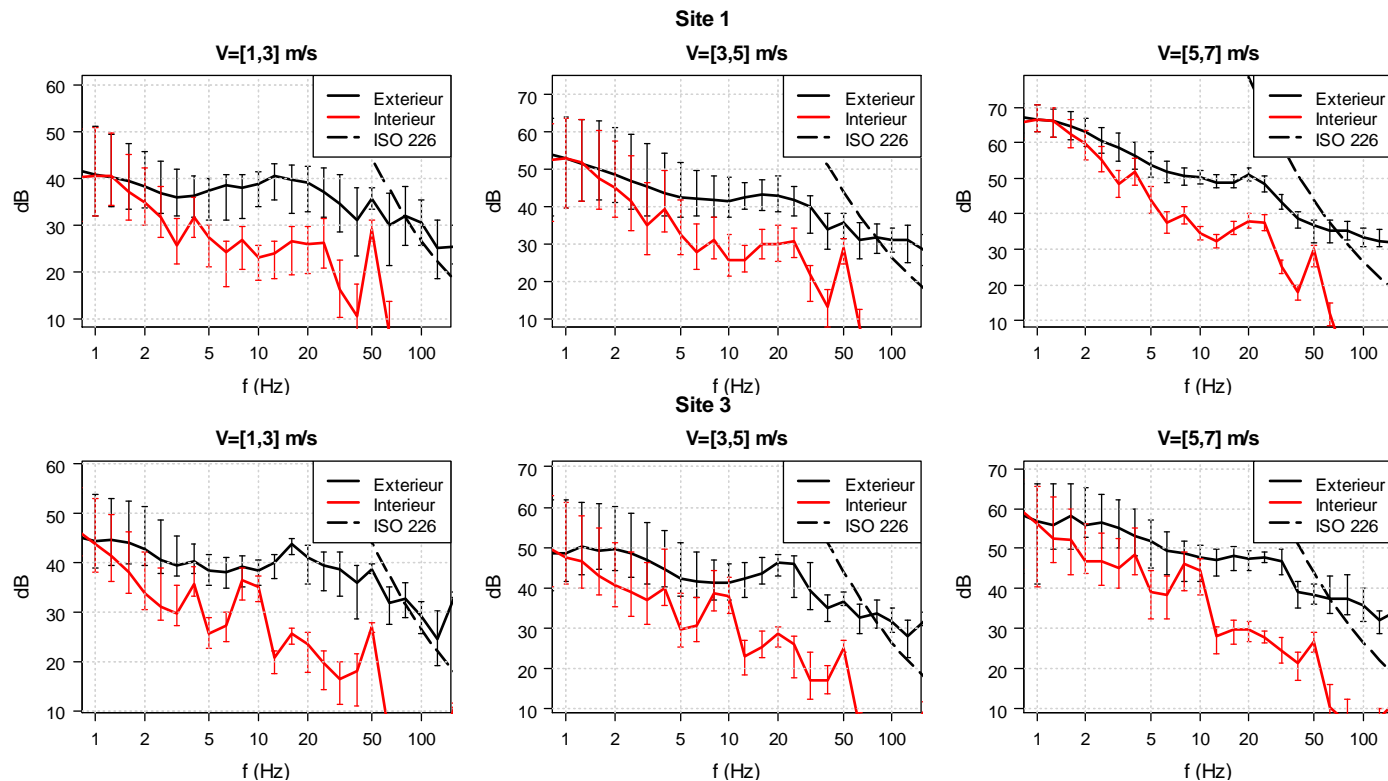 Site 1
V=[1,3] m/s
60
50
40
30
20
10
dB
Exterieur
Interieur
ISO 226
1 2 5 10 20 50 100
f (Hz)
V=[3,5] m/s
70
60
50
40
30
20
10
dB
Exterieur
Interieur
ISO 226
1 2 5 10 20 50 100
f (Hz)
V=[5,7] m/s
70
60
50
40
30
20
10
dB
Exterieur
Interieur
ISO 226
1 2 5 10 20 50 100
f (Hz)
Site 3
V=[1,3] m/s
60
50
40
30
20
10
dB
Exterieur
Interieur
ISO 226
1 2 5 10 20 50 100
f (Hz)
V=[3,5] m/s
70
60
50
40
30
20
10
dB
Exterieur
Interieur
ISO 226
1 2 5 10 20 50 100
f (Hz)
V=[5,7] m/s
70
60
50
40
30
20
10
dB
Exterieur
Interieur
ISO 226
1 2 5 10 20 50 100
f (Hz)